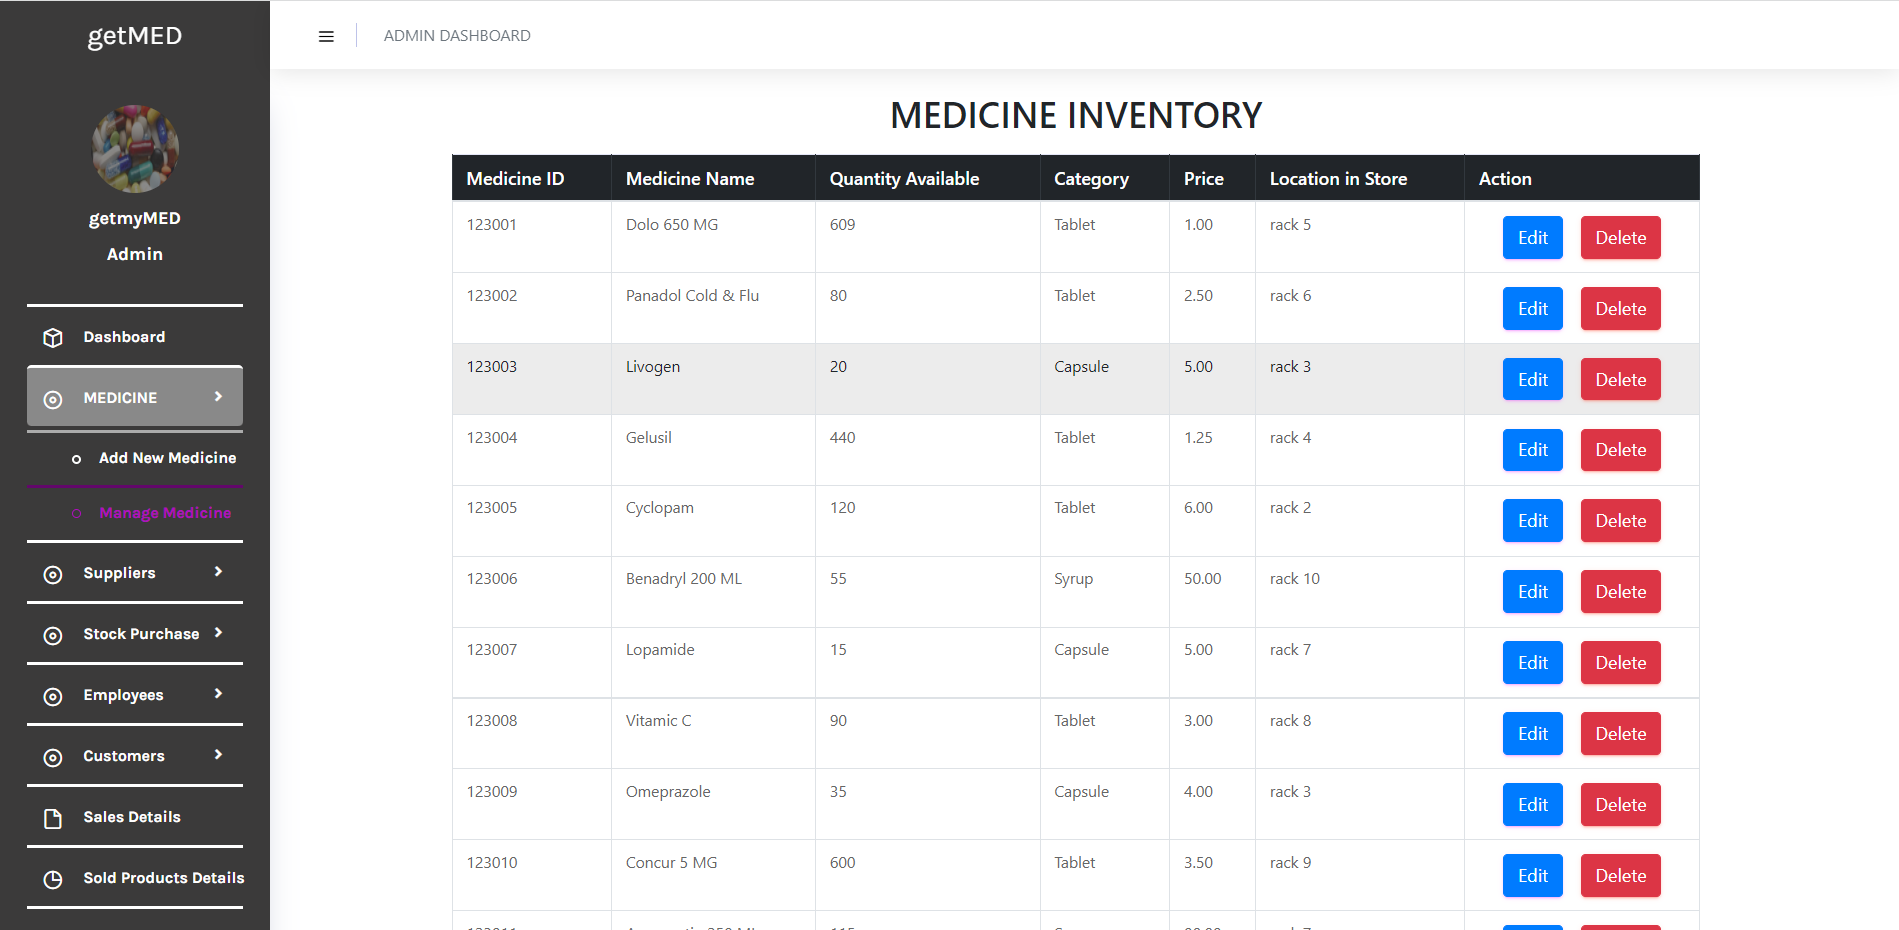 getMED
getmyMED
Admin
Dashboard
MEDICINE
Add New Medicine
Manage Medicine
Suppliers
Stock Purchase
Employees
Customers
Sales Details
Sold Products Details
ADMIN DASHBOARD
MEDICINE INVENTORY
Medicine ID Medicine Name Quantity Available Category Price Location in Store Action
123001 Dolo 650 MG 609 Tablet 1.00 rack 5 Edit Delete
123002 Panadol Cold & Flu 80 Tablet 2.50 rack 6 Edit Delete
123003 Livogen 20 Capsule 5.00 rack 3 Edit Delete
123004 Gelusil 440 Tablet 1.25 rack 4 Edit Delete
123005 Cyclopam 120 Tablet 6.00 rack 2 Edit Delete
123006 Benadryl 200 ML 55 Syrup 50.00 rack 10 Edit Delete
123007 Lopamide 15 Capsule 5.00 rack 7 Edit Delete
123008 Vitamic C 90 Tablet 3.00 rack 8 Edit Delete
123009 Omeprazole 35 Capsule 4.00 rack 3 Edit Delete
123010 Concur 5 MG 600 Tablet 3.50 rack 9 Edit Delete